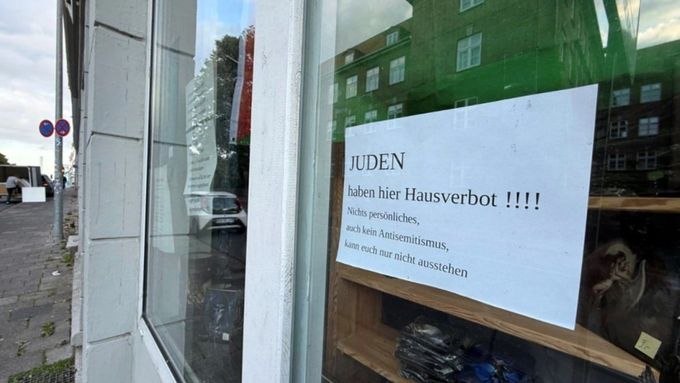 JUDEN
haben hier Hausverbot !!!!
Nichts persönliches,
auch kein Antisemitismus,
kann euch nur nicht ausstehen